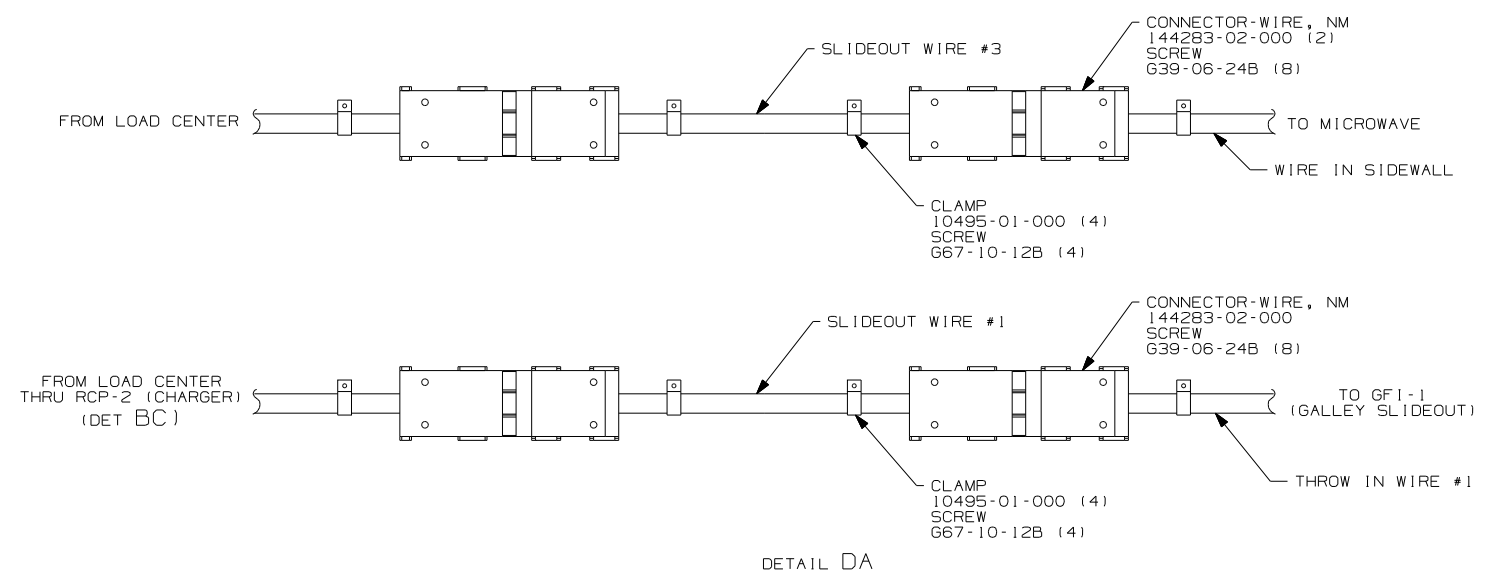 CONNECTOR-WIRE, NM
144283-02-000 (2)
SCREW
G39-06-24B (8)
SLIDEOUT WIRE #3
FROM LOAD CENTER
TO MICROWAVE
WIRE IN SIDEWALL
CLAMP
10495-01-000 (4)
SCREW
G67-10-12B (4)
CONNECTOR-WIRE, NM
144283-02-000
SCREW
G39-06-24B (8)
SLIDEOUT WIRE #1
FROM LOAD CENTER
THRU RCP-2 (CHARGER)
(DET BC)
TO GFI-1
(GALLEY SLIDEOUT)
THROW IN WIRE #1
CLAMP
10495-01-000 (4)
SCREW
G67-10-12B (4)
DETAIL DA